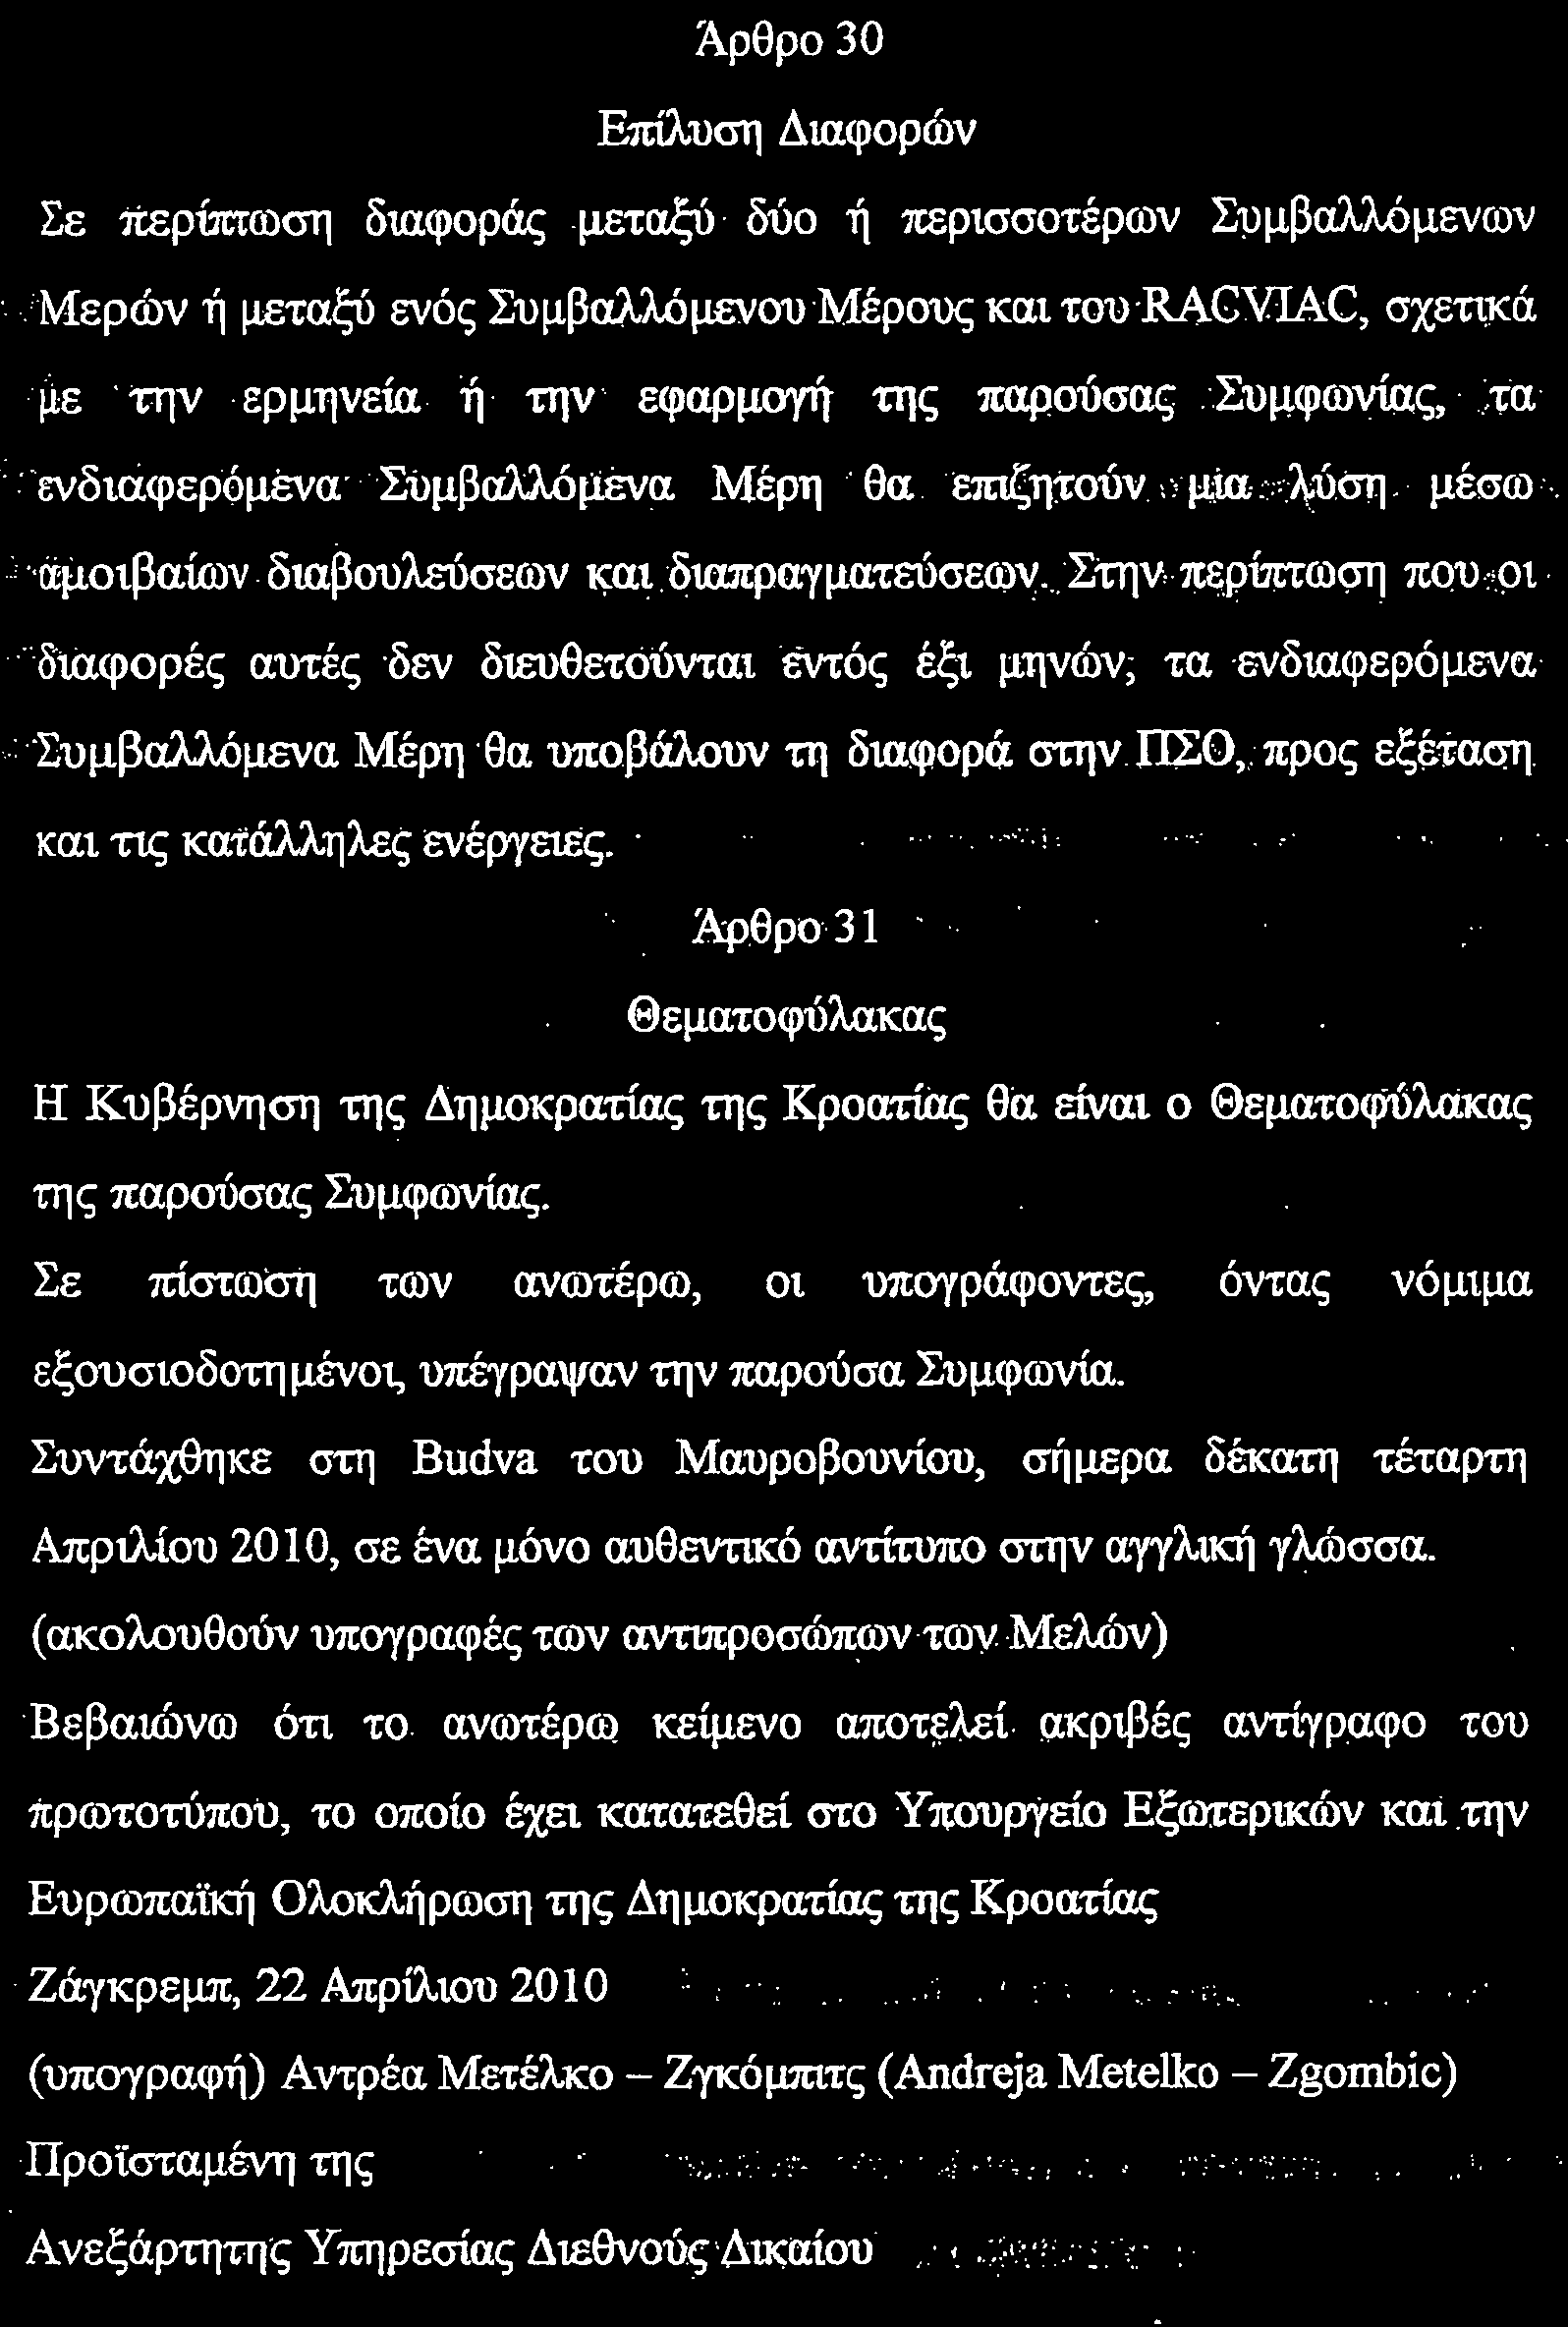 Άρθρο 30
Επίλυση Διαφορών
Σε περίπτωση διαφοράς μεταξύ δύο ή περισσοτέρων Συμβαλλόμενων
Μερών ή μεταξύ ενός Συμβαλλόμενου Μέρους και του RACVIAC, σχετικά
με την ερμηνεία ή την εφαρμογή της παρούσας Συμφωνίας, τα
ενδιαφερόμενα Συμβαλλόμενα Μέρη θα επιζητούν μία λύση μέσω
αμοιβαίων διαβουλεύσεων και διαπραγματεύσεων. Στην περίπτωση που οι
διαφορές αυτές δεν διευθετούνται εντός έξι μηνών, τα ενδιαφερόμενα
Συμβαλλόμενα Μέρη θα υποβάλουν τη διαφορά στην ΠΣΟ, προς εξέταση
και τις κατάλληλες ενέργειες.
Άρθρο 31
Θεματοφύλακας
Η Κυβέρνηση της Δημοκρατίας της Κροατίας θα είναι ο Θεματοφύλακας
της παρούσας Συμφωνίας.
Σε πίστωση των ανωτέρω, οι υπογράφοντες, όντας νόμιμα
εξουσιοδοτημένοι, υπέγραψαν την παρούσα Συμφωνία.
Συντάχθηκε στη Budva του Μαυροβουνίου, σήμερα δέκατη τέταρτη
Απριλίου 2010, σε ένα μόνο αυθεντικό αντίτυπο στην αγγλική γλώσσα.
(ακολουθούν υπογραφές των αντιπροσώπων των Μελών)
Βεβαιώνω ότι το ανωτέρω κείμενο αποτελεί ακριβές αντίγραφο του
πρωτοτύπου, το οποίο έχει κατατεθεί στο Υπουργείο Εξωτερικών και την
Ευρωπαϊκή Ολοκλήρωση της Δημοκρατίας της Κροατίας
Ζάγκρεμπ, 22 Απρίλιου 2010
(υπογραφή) Αντρέα Μετέλκο – Ζγκόμπιτς (Andreja Metelko – Zgombic)
Προϊσταμένη της
Ανεξάρτητης Υπηρεσίας Διεθνούς Δικαίου